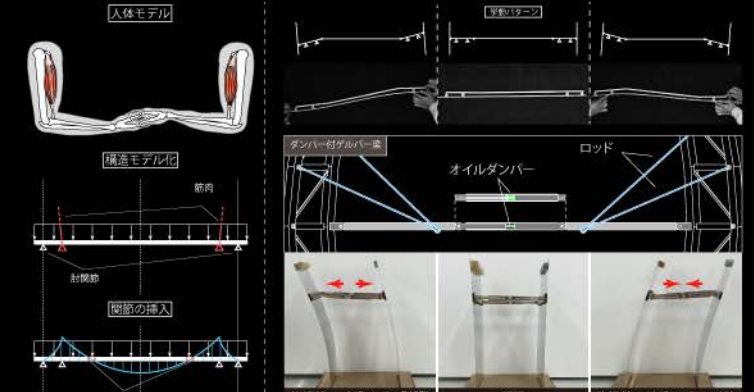 人体モデル
構造モデル化
筋肉
肘関節
関節の挿入
挙動パターン
ダンパー付ゲルバー梁
オイルダンパー
ロッド